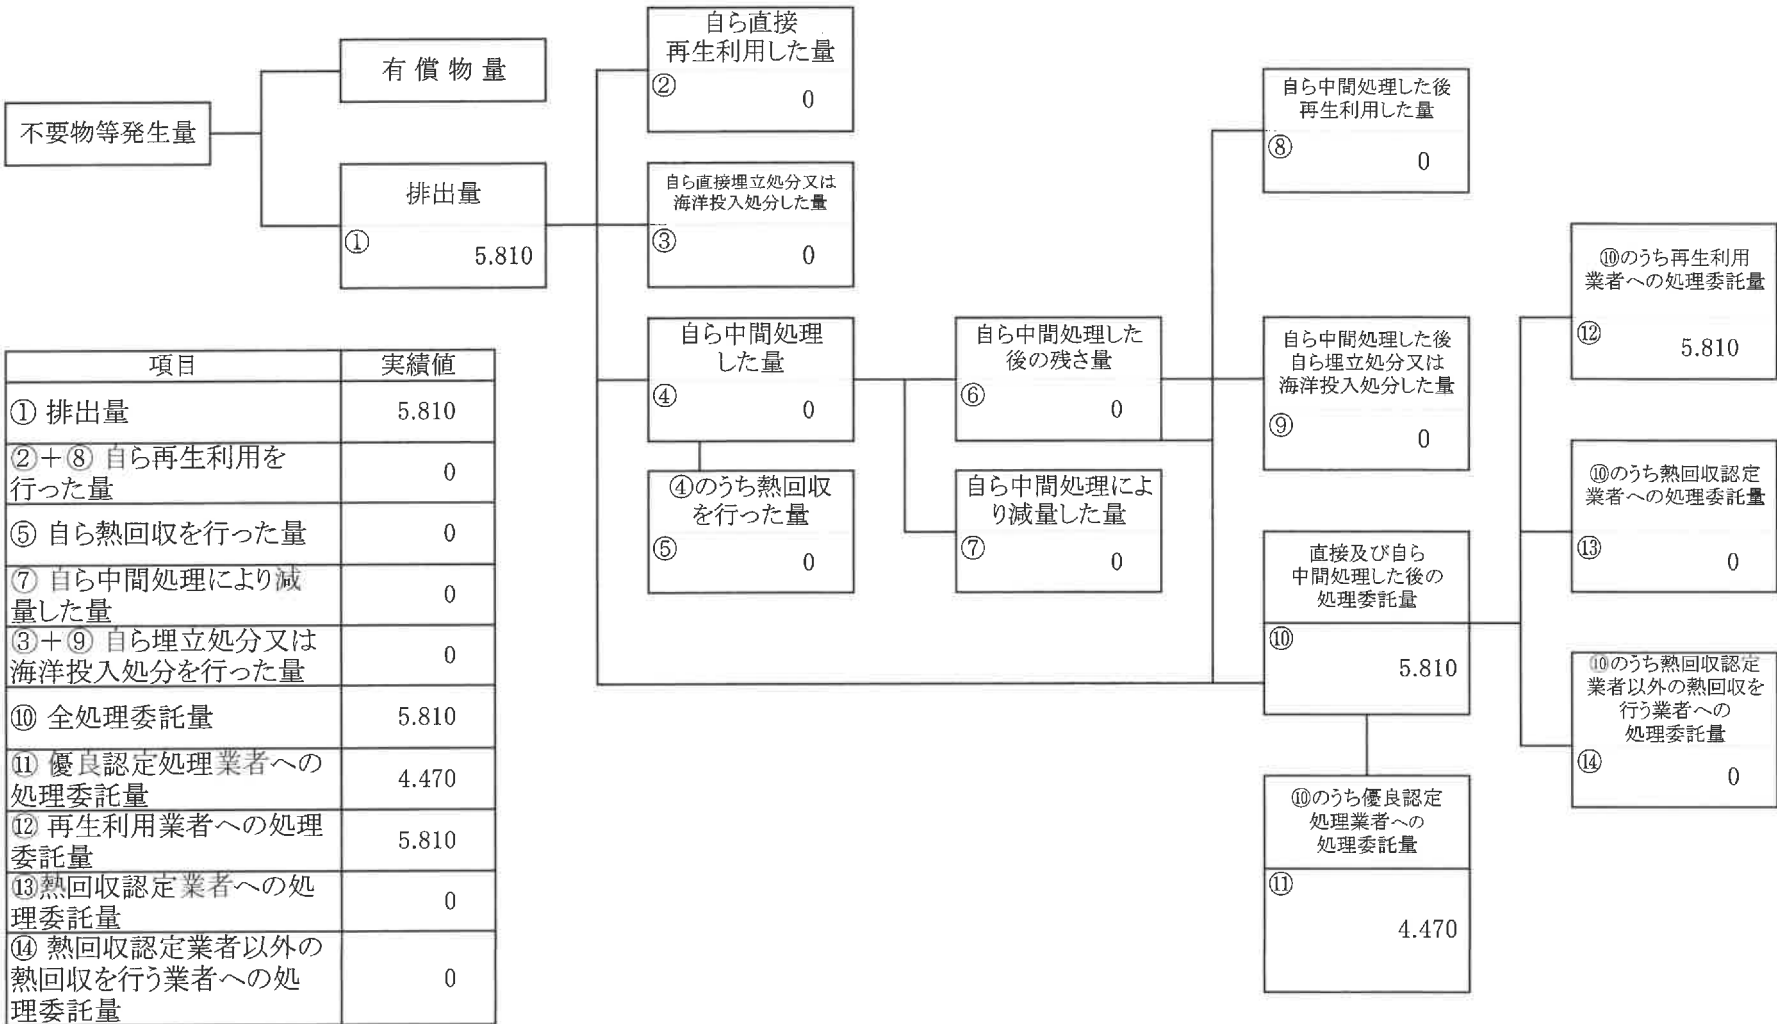 不要物等発生量
有償物量
排出量
①
5.810
自ら直接
再生利用した量
②
0
自ら直接埋立処分又は
海洋投入処分した量
③
0
自ら中間処理
した量
④
0
④のうち熱回収
を行った量
⑤
0
自ら中間処理した
後の残さ量
⑥
0
自ら中間処理によ
り減量した量
⑦
0
自ら中間処理した後
再生利用した量
⑧
0
自ら中間処理した後
自ら埋立処分又は
海洋投入処分した量
⑨
0
直接及び自ら
中間処理した後の
処理委託量
⑩
5.810
⑩のうち優良認定
処理業者への
処理委託量
⑪
4.470
⑩のうち再生利用
業者への処理委託量
⑫
5.810
⑩のうち熱回収認定
業者への処理委託量
⑬
0
⑩のうち熱回収認定
業者以外の熱回収を
行う業者への
処理委託量
⑭
0
項目 実績値
① 排出量 5.810
②+⑧ 自ら再生利用を
行った量 0
⑤ 自ら熱回収を行った量 0
⑦ 自ら中間処理により減
量した量 0
③+⑨ 自ら埋立処分又は
海洋投入処分を行った量 0
⑩ 全処理委託量 5.810
⑪ 優良認定処理業者への
処理委託量 4.470
⑫ 再生利用業者への処理
委託量 5.810
⑬熱回収認定業者への処
理委託量 0
⑭ 熱回収認定業者以外の
熱回収を行う業者への処
理委託量 0